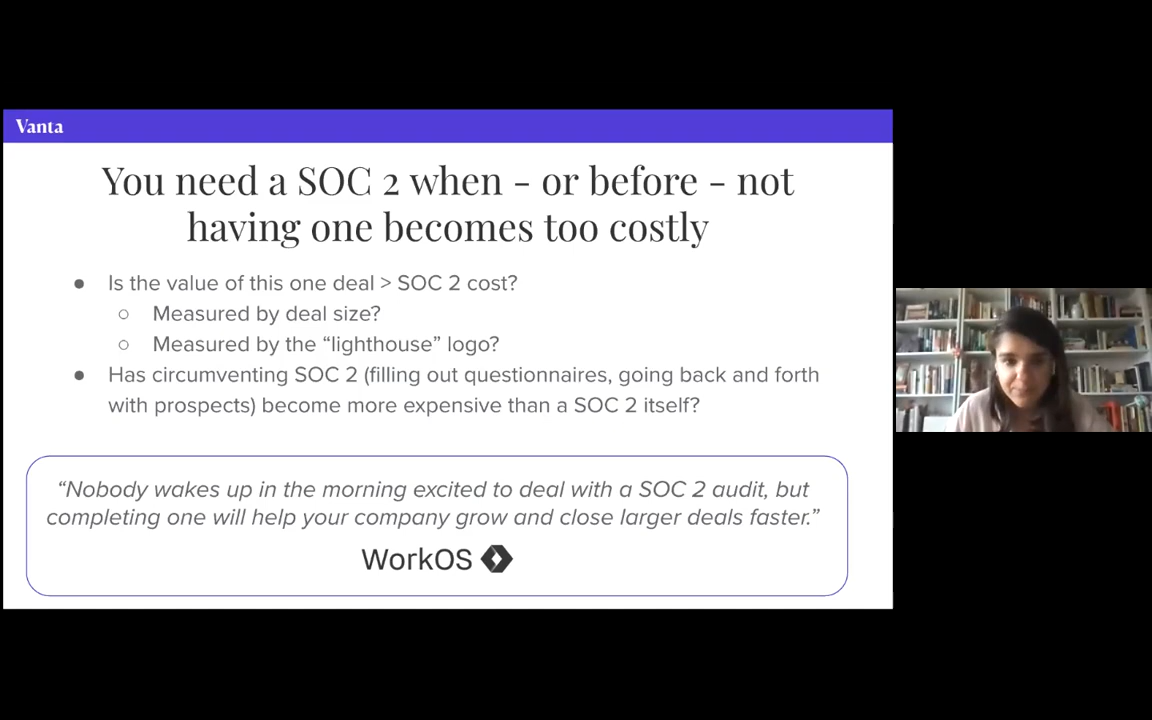 Vanta
You need a SOC 2 when - or before - not
having one becomes too costly
● Is the value of this one deal > SOC 2 cost?
○ Measured by deal size?
○ Measured by the “lighthouse” logo?
● Has circumventing SOC 2 (filling out questionnaires, going back and forth
with prospects) become more expensive than a SOC 2 itself?
“Nobody wakes up in the morning excited to deal with a SOC 2 audit, but
completing one will help your company grow and close larger deals faster.”
WorkOS